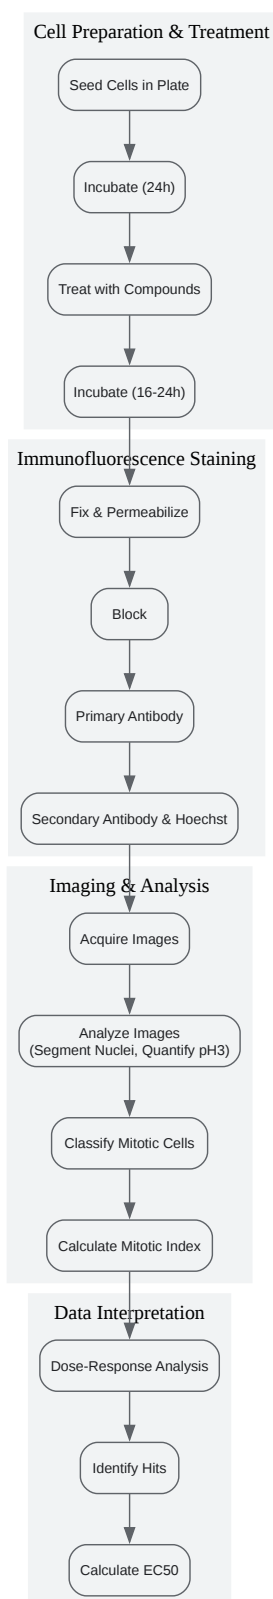 Cell Preparation & Treatment
Seed Cells in Plate
Incubate (24h)
Treat with Compounds
Incubate (16-24h)
Immunofluorescence Staining
Fix & Permeabilize
Block
Primary Antibody
Secondary Antibody & Hoechst
Imaging & Analysis
Acquire Images
Analyze Images
(Segment Nuclei, Quantify pH3)
Classify Mitotic Cells
Calculate Mitotic Index
Data Interpretation
Dose-Response Analysis
Identify Hits
Calculate EC50